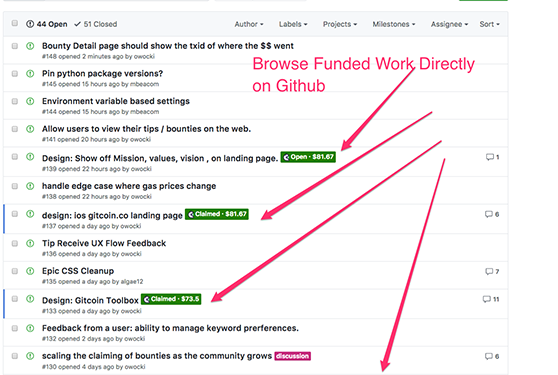 44 Open 51 Closed Author Labels Projects Milestones Assignee Sort
Bounty Detail page should show the txid of where the $$ went
#148 opened 2 minutes ago by owocki
Browse Funded Work Directly
on Github
Pin python package versions?
#145 opened 15 hours ago by mbeacom
Environment variable based settings
#144 opened 15 hours ago by mbeacom
Allow users to view their tips / bounties on the web.
#141 opened 20 hours ago by owocki
Design: Show off Mission, values, vision , on landing page. Open · $81.67 1
#139 opened 22 hours ago by owocki
handle edge case where gas prices change
#138 opened 22 hours ago by owocki
design: ios gitcoin.co landing page Claimed · $81.67 6
#137 opened a day ago by owocki
Tip Receive UX Flow Feedback
#136 opened a day ago by owocki
Epic CSS Cleanup 7
#135 opened a day ago by algae12
Design: Gitcoin Toolbox Claimed · $73.5 11
#133 opened a day ago by owocki
Feedback from a user: ability to manage keyword preferences.
#132 opened 2 days ago by owocki
scaling the claiming of bounties as the community grows discussion 6
#130 opened 4 days ago by owocki